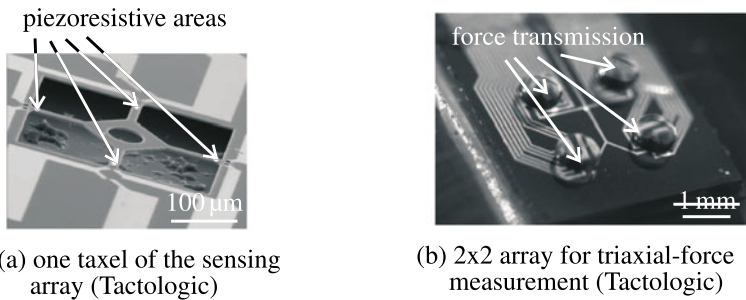 piezoresistive areas
100 µm
(a) one taxel of the sensing
array (Tactologic)
force transmission
1 mm
(b) 2x2 array for triaxial-force
measurement (Tactologic)